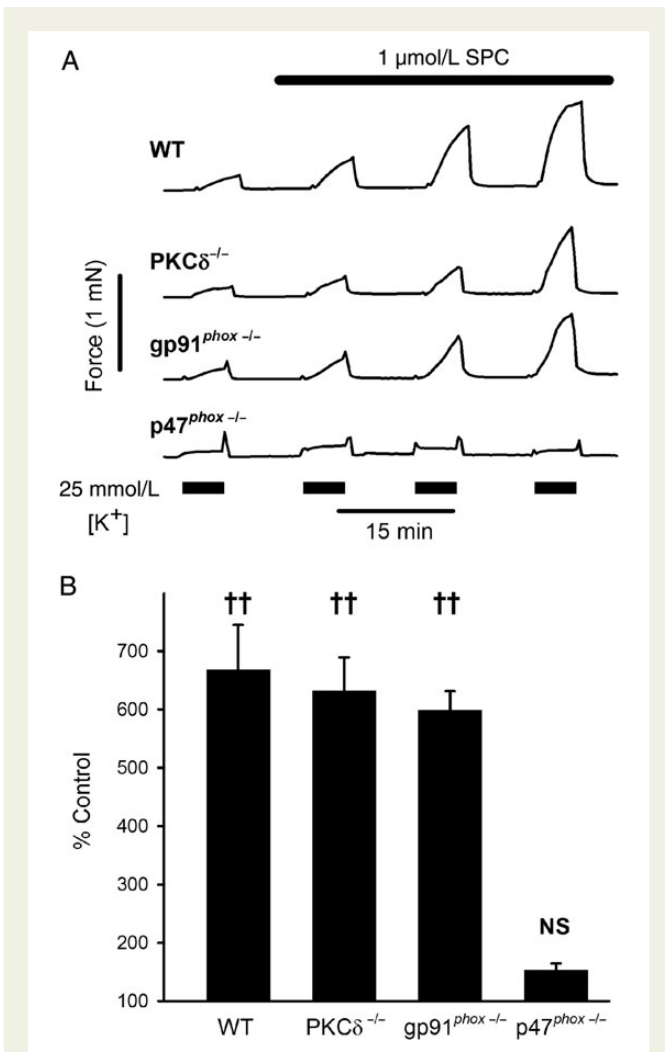 A
1 μmol/L SPC
WT
PKCδ⁻/⁻
gp91ᵖʰᵒˣ ⁻/⁻
p47ᵖʰᵒˣ ⁻/⁻
Force (1 mN)
25 mmol/L
[K⁺]
15 min
B
†† †† ††
NS
% Control
700
600
500
400
300
200
100
WT PKCδ ⁻/⁻ gp91ᵖʰᵒˣ ⁻/⁻ p47ᵖʰᵒˣ ⁻/⁻